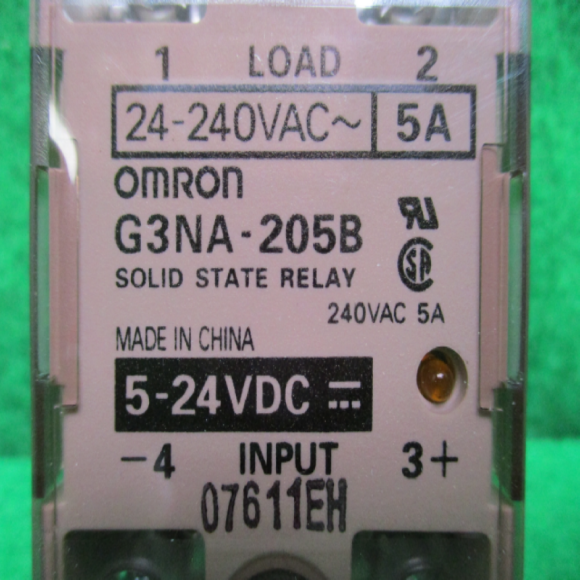 1 LOAD 2
24-240VAC~ 5A
omron
G3NA-205B
SOLID STATE RELAY
240VAC 5A
MADE IN CHINA
5-24VDC ⎓
-4 INPUT 3+
07611EH